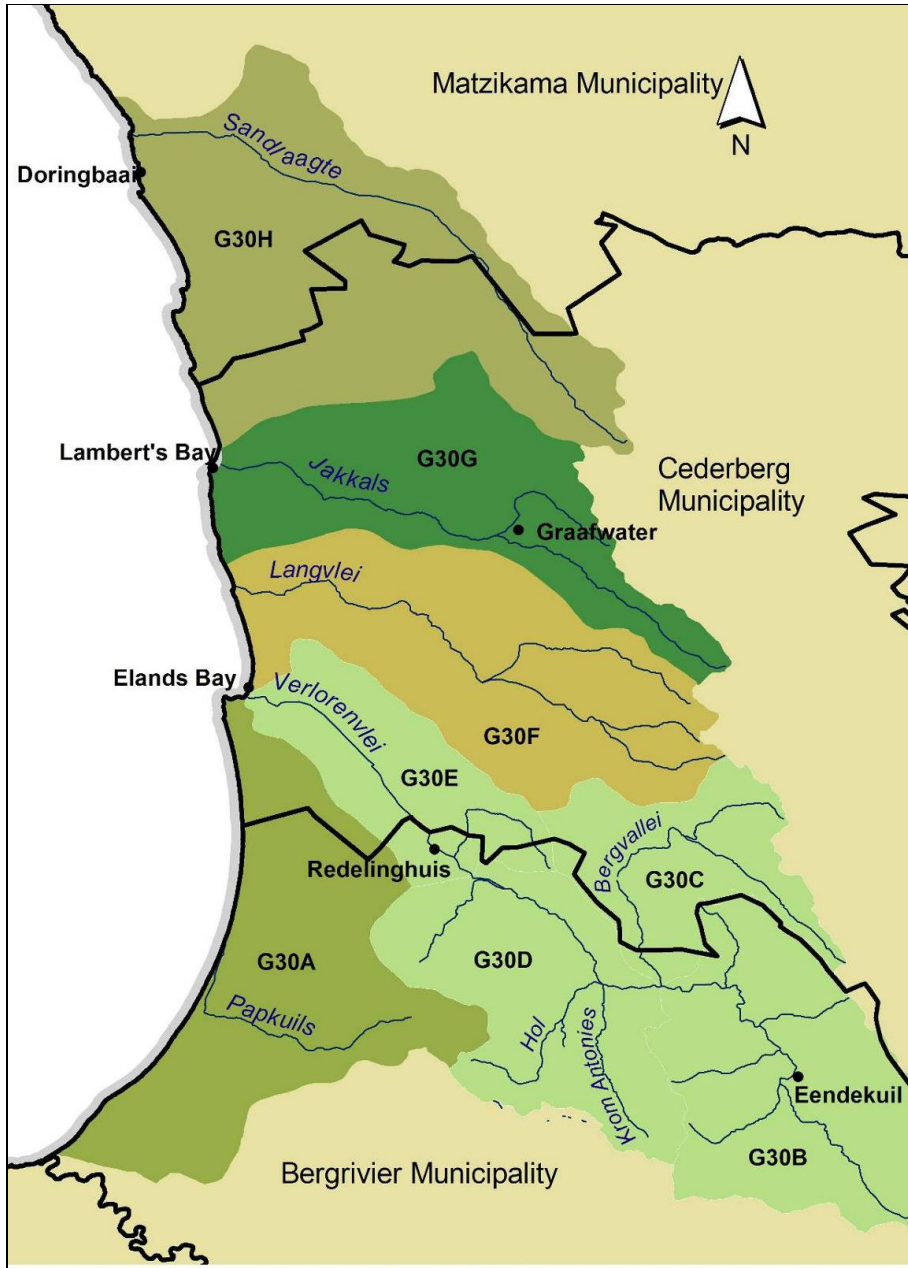 Matzikama Municipality
N
Sandlaagte
Doringbaai
G30H
Lambert's Bay
G30G
Jakkals
Cederberg
Municipality
Graafwater
Langvlei
Elands Bay
Verlorenvlei
G30F
G30E
Bergvallei
Redelinghuis
G30C
G30A
G30D
Papkuils
Hol
Krom Antonies
Eendekuil
G30B
Bergrivier Municipality